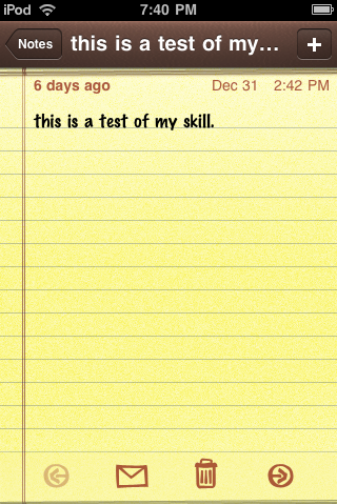 iPod 7:40 PM
Notes this is a test of my... +
6 days ago Dec 31 2:42 PM
this is a test of my skill.